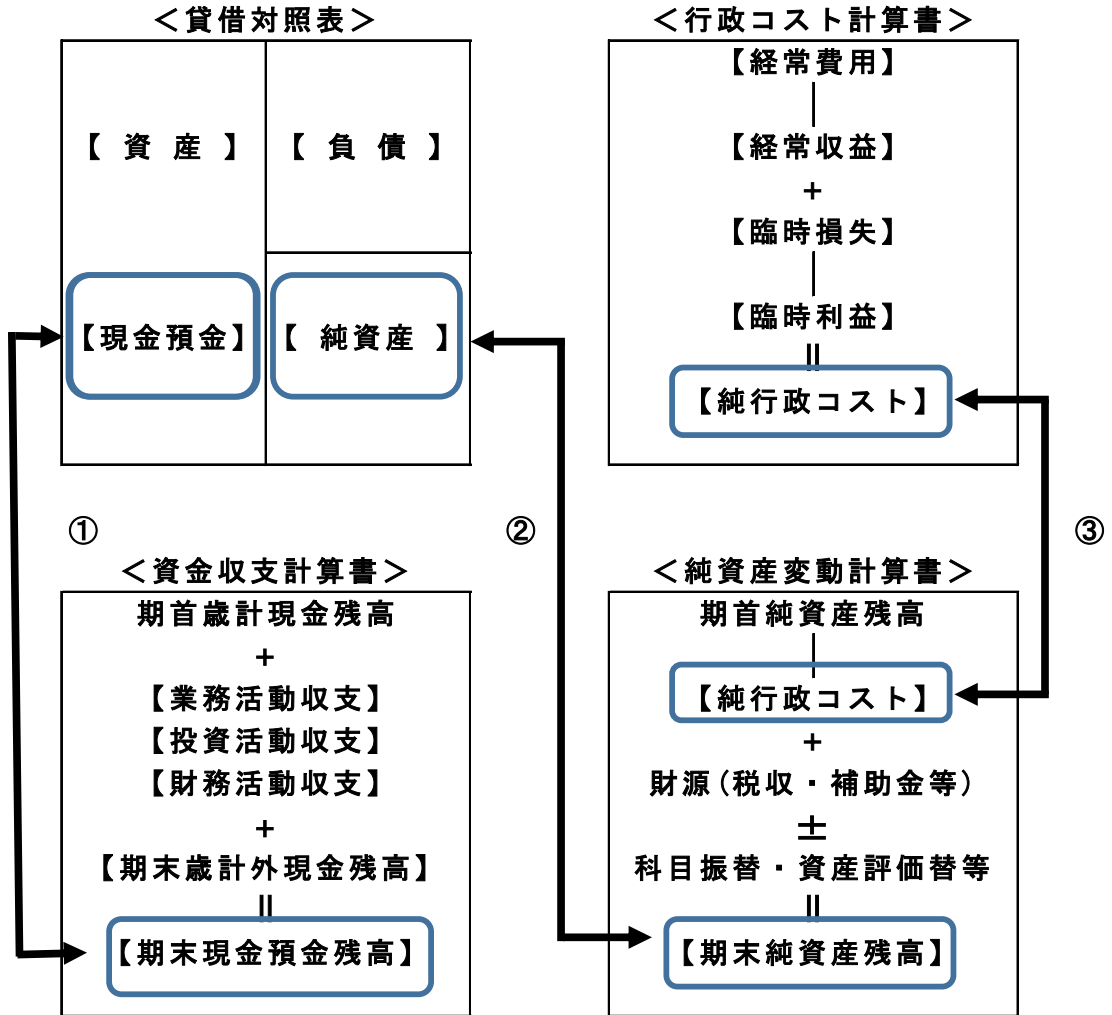 ＜貸借対照表＞
【 資 産 】
【 負 債 】
【現金預金】
【 純資産 】
＜行政コスト計算書＞
【経常費用】
｜
【経常収益】
+
【臨時損失】
｜
【臨時利益】
||
【純行政コスト】
①
②
③
＜資金収支計算書＞
期首歳計現金残高
+
【業務活動収支】
【投資活動収支】
【財務活動収支】
+
【期末歳計外現金残高】
||
【期末現金預金残高】
＜純資産変動計算書＞
期首純資産残高
｜
【純行政コスト】
+
財源(税収・補助金等)
±
科目振替・資産評価替等
||
【期末純資産残高】